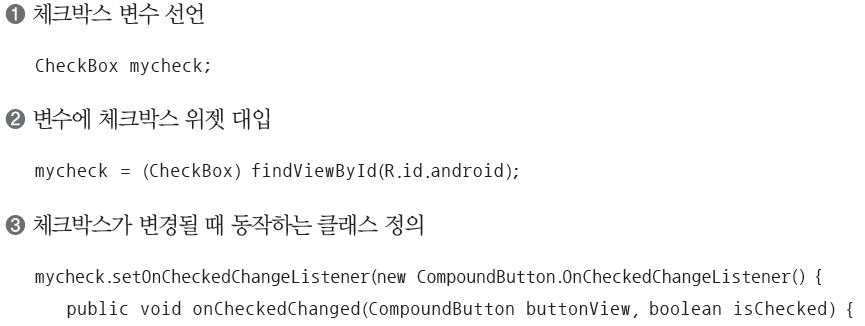 ❶ 체크박스 변수 선언
CheckBox mycheck;
❷ 변수에 체크박스 위젯 대입
mycheck = (CheckBox) findViewById(R.id.android);
❸ 체크박스가 변경될 때 동작하는 클래스 정의
mycheck.setOnCheckedChangeListener(new CompoundButton.OnCheckedChangeListener() {
public void onCheckedChanged(CompoundButton buttonView, boolean isChecked) {